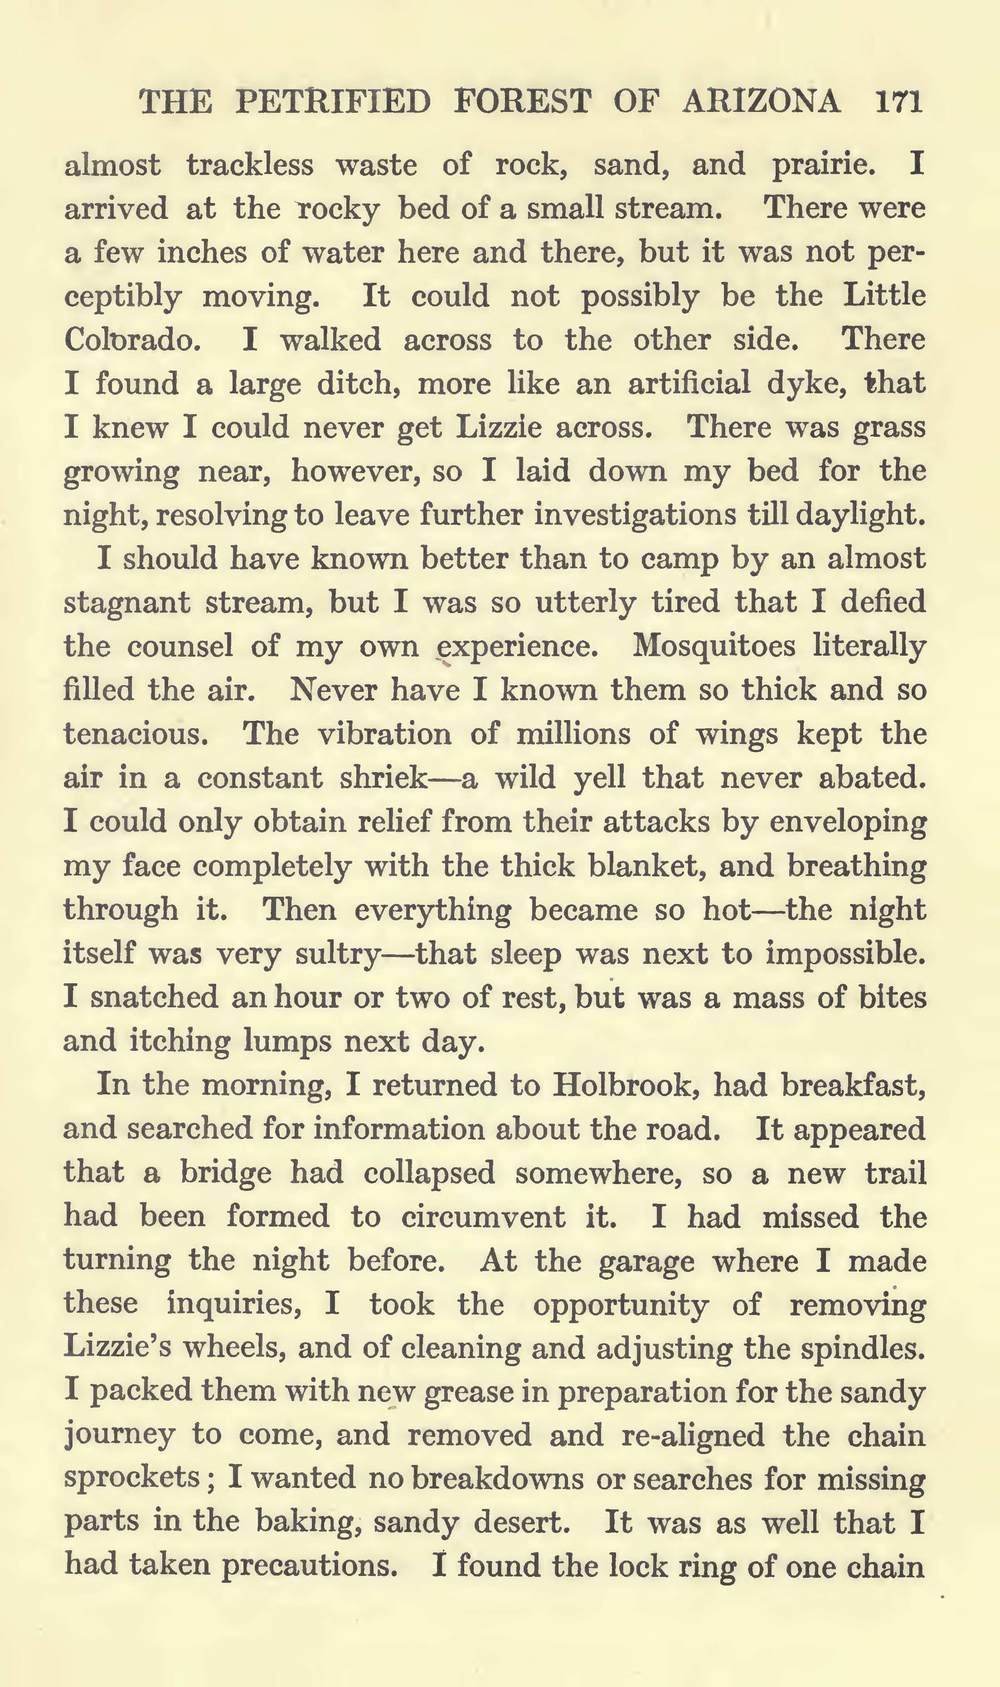 THE PETRIFIED FOREST OF ARIZONA 171
almost trackless waste of rock, sand, and prairie. I
arrived at the rocky bed of a small stream. There were
a few inches of water here and there, but it was not per-
ceptibly moving. It could not possibly be the Little
Colorado. I walked across to the other side. There
I found a large ditch, more like an artificial dyke, that
I knew I could never get Lizzie across. There was grass
growing near, however, so I laid down my bed for the
night, resolving to leave further investigations till daylight.
I should have known better than to camp by an almost
stagnant stream, but I was so utterly tired that I defied
the counsel of my own experience. Mosquitoes literally
filled the air. Never have I known them so thick and so
tenacious. The vibration of millions of wings kept the
air in a constant shriek—a wild yell that never abated.
I could only obtain relief from their attacks by enveloping
my face completely with the thick blanket, and breathing
through it. Then everything became so hot—the night
itself was very sultry—that sleep was next to impossible.
I snatched an hour or two of rest, but was a mass of bites
and itching lumps next day.
In the morning, I returned to Holbrook, had breakfast,
and searched for information about the road. It appeared
that a bridge had collapsed somewhere, so a new trail
had been formed to circumvent it. I had missed the
turning the night before. At the garage where I made
these inquiries, I took the opportunity of removing
Lizzie's wheels, and of cleaning and adjusting the spindles.
I packed them with new grease in preparation for the sandy
journey to come, and removed and re-aligned the chain
sprockets; I wanted no breakdowns or searches for missing
parts in the baking, sandy desert. It was as well that I
had taken precautions. I found the lock ring of one chain